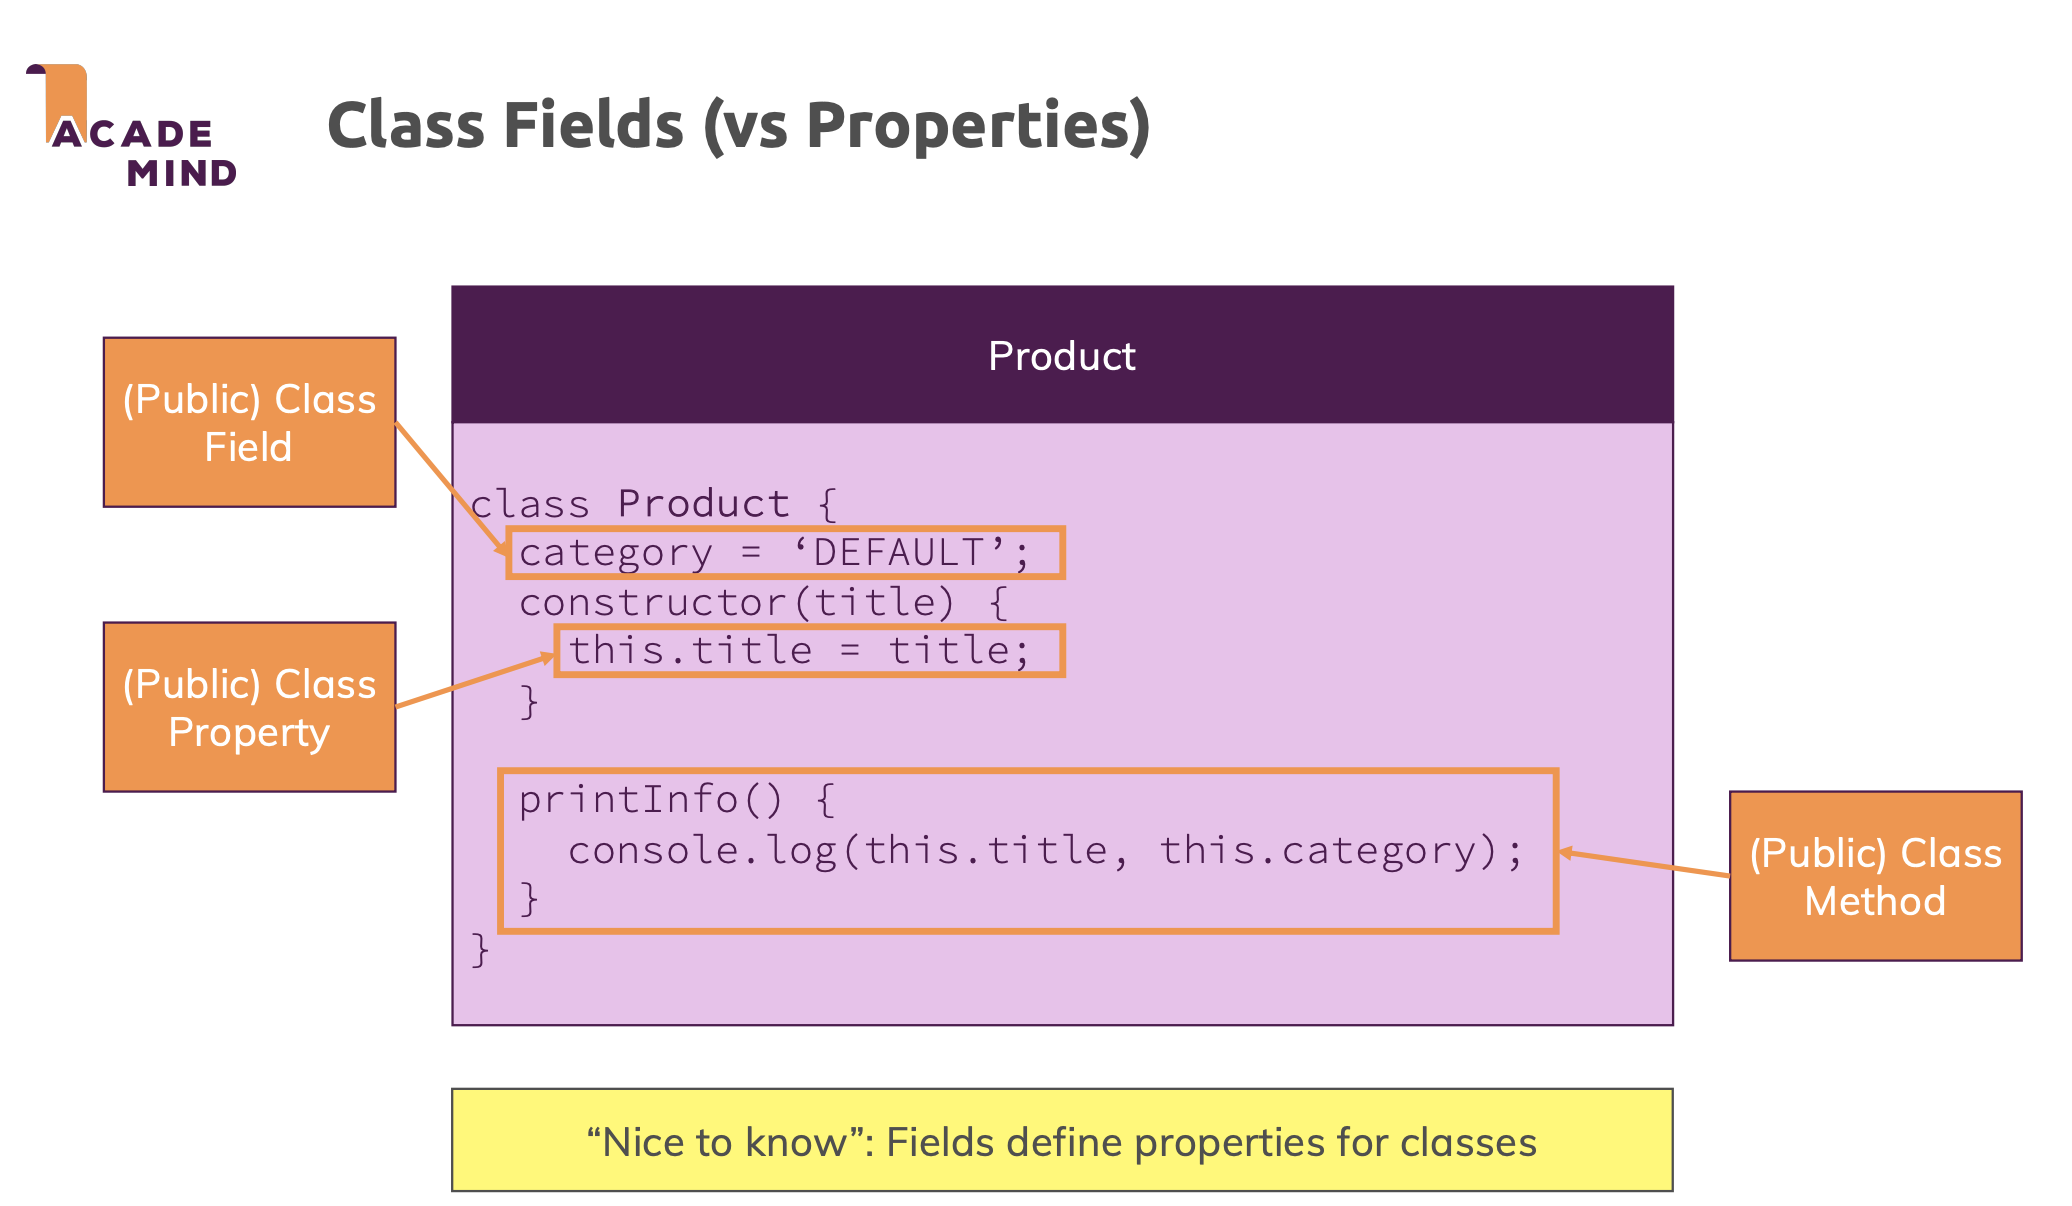 ACADE
MIND
Class Fields (vs Properties)
Product
(Public) Class
Field
class Product {
category = ‘DEFAULT’;
constructor(title) {
this.title = title;
}
(Public) Class
Property
printInfo() {
console.log(this.title, this.category);
}
}
(Public) Class
Method
“Nice to know”: Fields define properties for classes